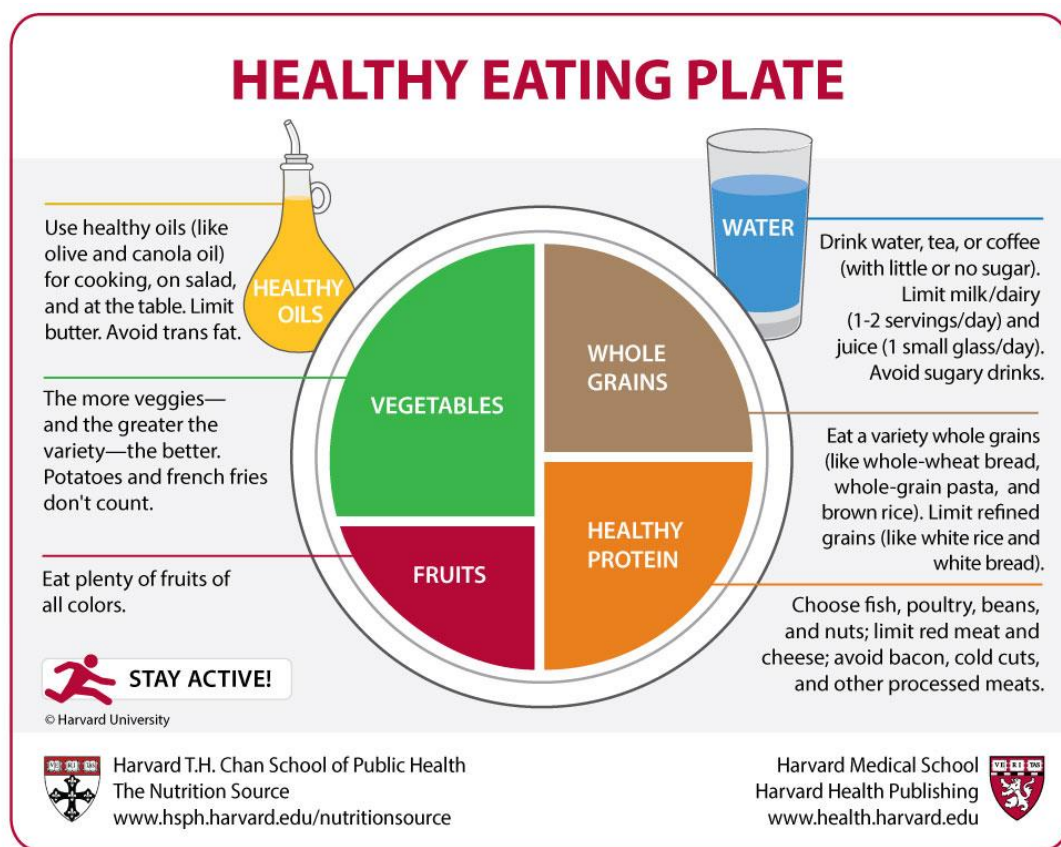 HEALTHY EATING PLATE
Use healthy oils (like
olive and canola oil)
for cooking, on salad,
and at the table. Limit
butter. Avoid trans fat.
HEALTHY
OILS
The more veggies—
and the greater the
variety—the better.
Potatoes and french fries
don't count.
Eat plenty of fruits of
all colors.
STAY ACTIVE!
© Harvard University
VEGETABLES
FRUITS
WHOLE
GRAINS
HEALTHY
PROTEIN
WATER
Drink water, tea, or coffee
(with little or no sugar).
Limit milk/dairy
(1-2 servings/day) and
juice (1 small glass/day).
Avoid sugary drinks.
Eat a variety whole grains
(like whole-wheat bread,
whole-grain pasta, and
brown rice). Limit refined
grains (like white rice and
white bread).
Choose fish, poultry, beans,
and nuts; limit red meat and
cheese; avoid bacon, cold cuts,
and other processed meats.
Harvard T.H. Chan School of Public Health
The Nutrition Source
www.hsph.harvard.edu/nutritionsource
Harvard Medical School
Harvard Health Publishing
www.health.harvard.edu
VE RI TAS